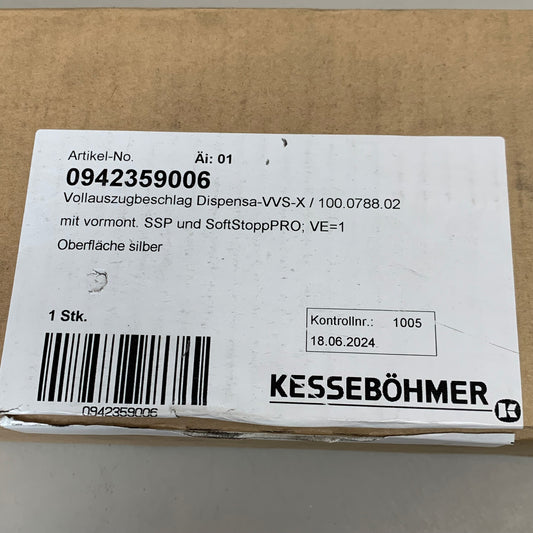 Artikel-No. Äi: 01
0942359006
Vollauszugbeschlag Dispensa-VVS-X / 100.0788.02
mit vormont. SSP und SoftStoppPRO; VE=1
Oberfläche silber
1 Stk.
Kontrollnr.: 1005
18.06.2024
0942359006
KESSEBÖHMER
K